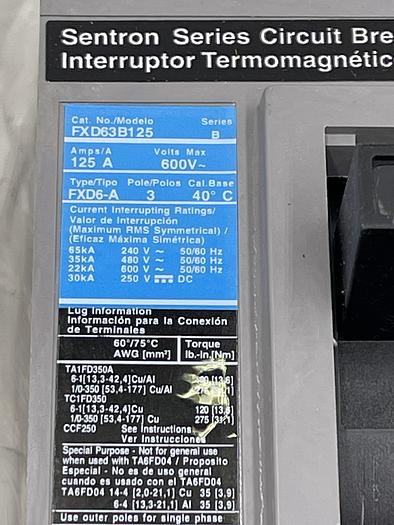 Sentron Series Circuit Bre
Interruptor Termomagnético
Cat. No./Modelo Series
FXD63B125 B
Amps/A Volts Max
125 A 600V~
Type/Tipo Pole/Polos Cal.Base
FXD6-A 3 40° C
Current Interrupting Ratings/
Valor de Interrupción
(Maximum RMS Symmetrical) /
(Eficaz Máxima Simétrica)
65kA 240 V ~ 50/60 Hz
35kA 480 V ~ 50/60 Hz
22kA 600 V ~ 50/60 Hz
30kA 250 V ⎓ DC
Lug Information
Información para la Conexión
de Terminales
60°/75°C Torque
AWG [mm²] lb.-in.[Nm]
TA1FD350A
6-1[13,3-42,4]Cu/Al
1/0-350 [53,4-177] Cu/Al
TC1FD350
6-1[13,3-42,4]Cu 120 [13,6]
1/0-350 [53,4-177]Cu 275 [31,1]
CCF250 See Instructions
Ver Instrucciones
Special Purpose - Not for general use
when used with TA6FD04 / Proposito
Especial - No es de uso general
cuando es usado con el TA6FD04
TA6FD04 14-4 [2,0-21,1] Cu 35 [3,9]
6-4 [13,3-21,1] Al 35 [3,9]
Use outer poles for single phase